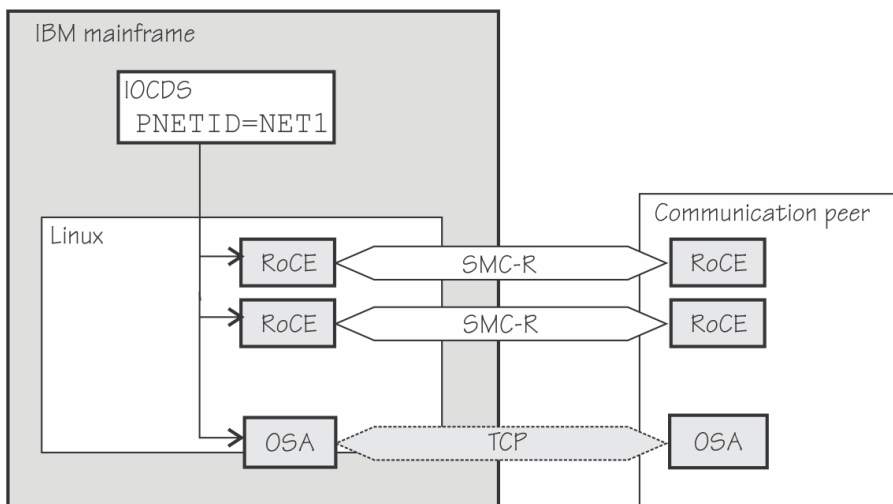 IBM mainframe
IOCDS
PNETID=NET1
Linux
Communication peer
RoCE
SMC-R
RoCE
RoCE
SMC-R
RoCE
OSA
TCP
OSA